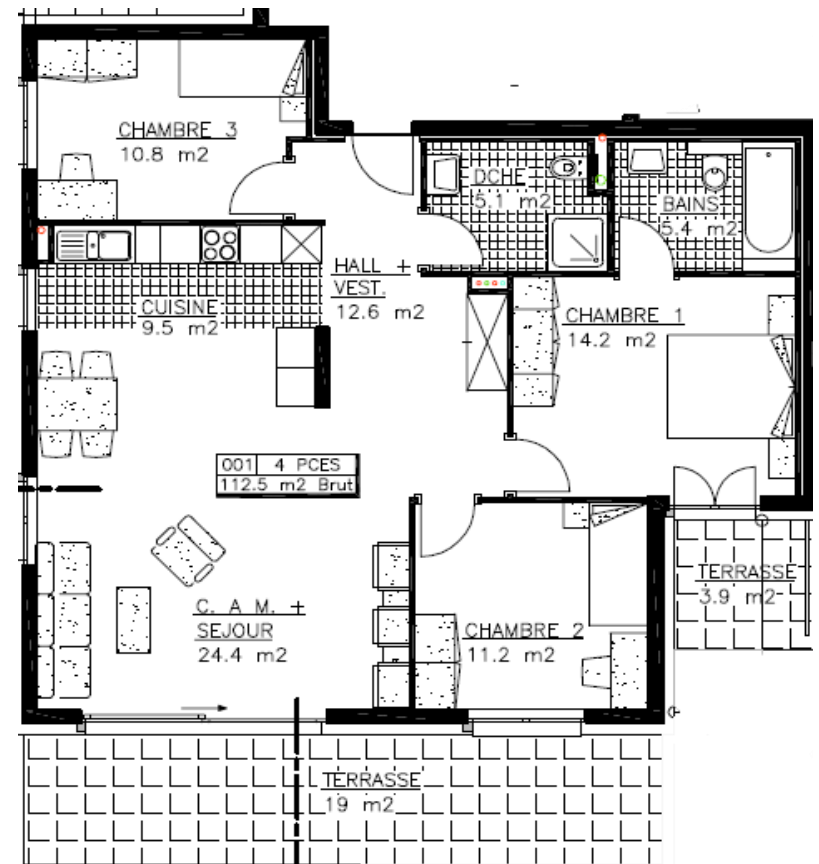 CHAMBRE 3
10.8 m2
DCHE
5.1 m2
BAINS
5.4 m2
HALL +
VEST.
12.6 m2
CUISINE
9.5 m2
CHAMBRE 1
14.2 m2
001 4 PCES
112.5 m2 Brut
TERRASSE
3.9 m2
C. A M. +
SEJOUR
24.4 m2
CHAMBRE 2
11.2 m2
TERRASSE
19 m2